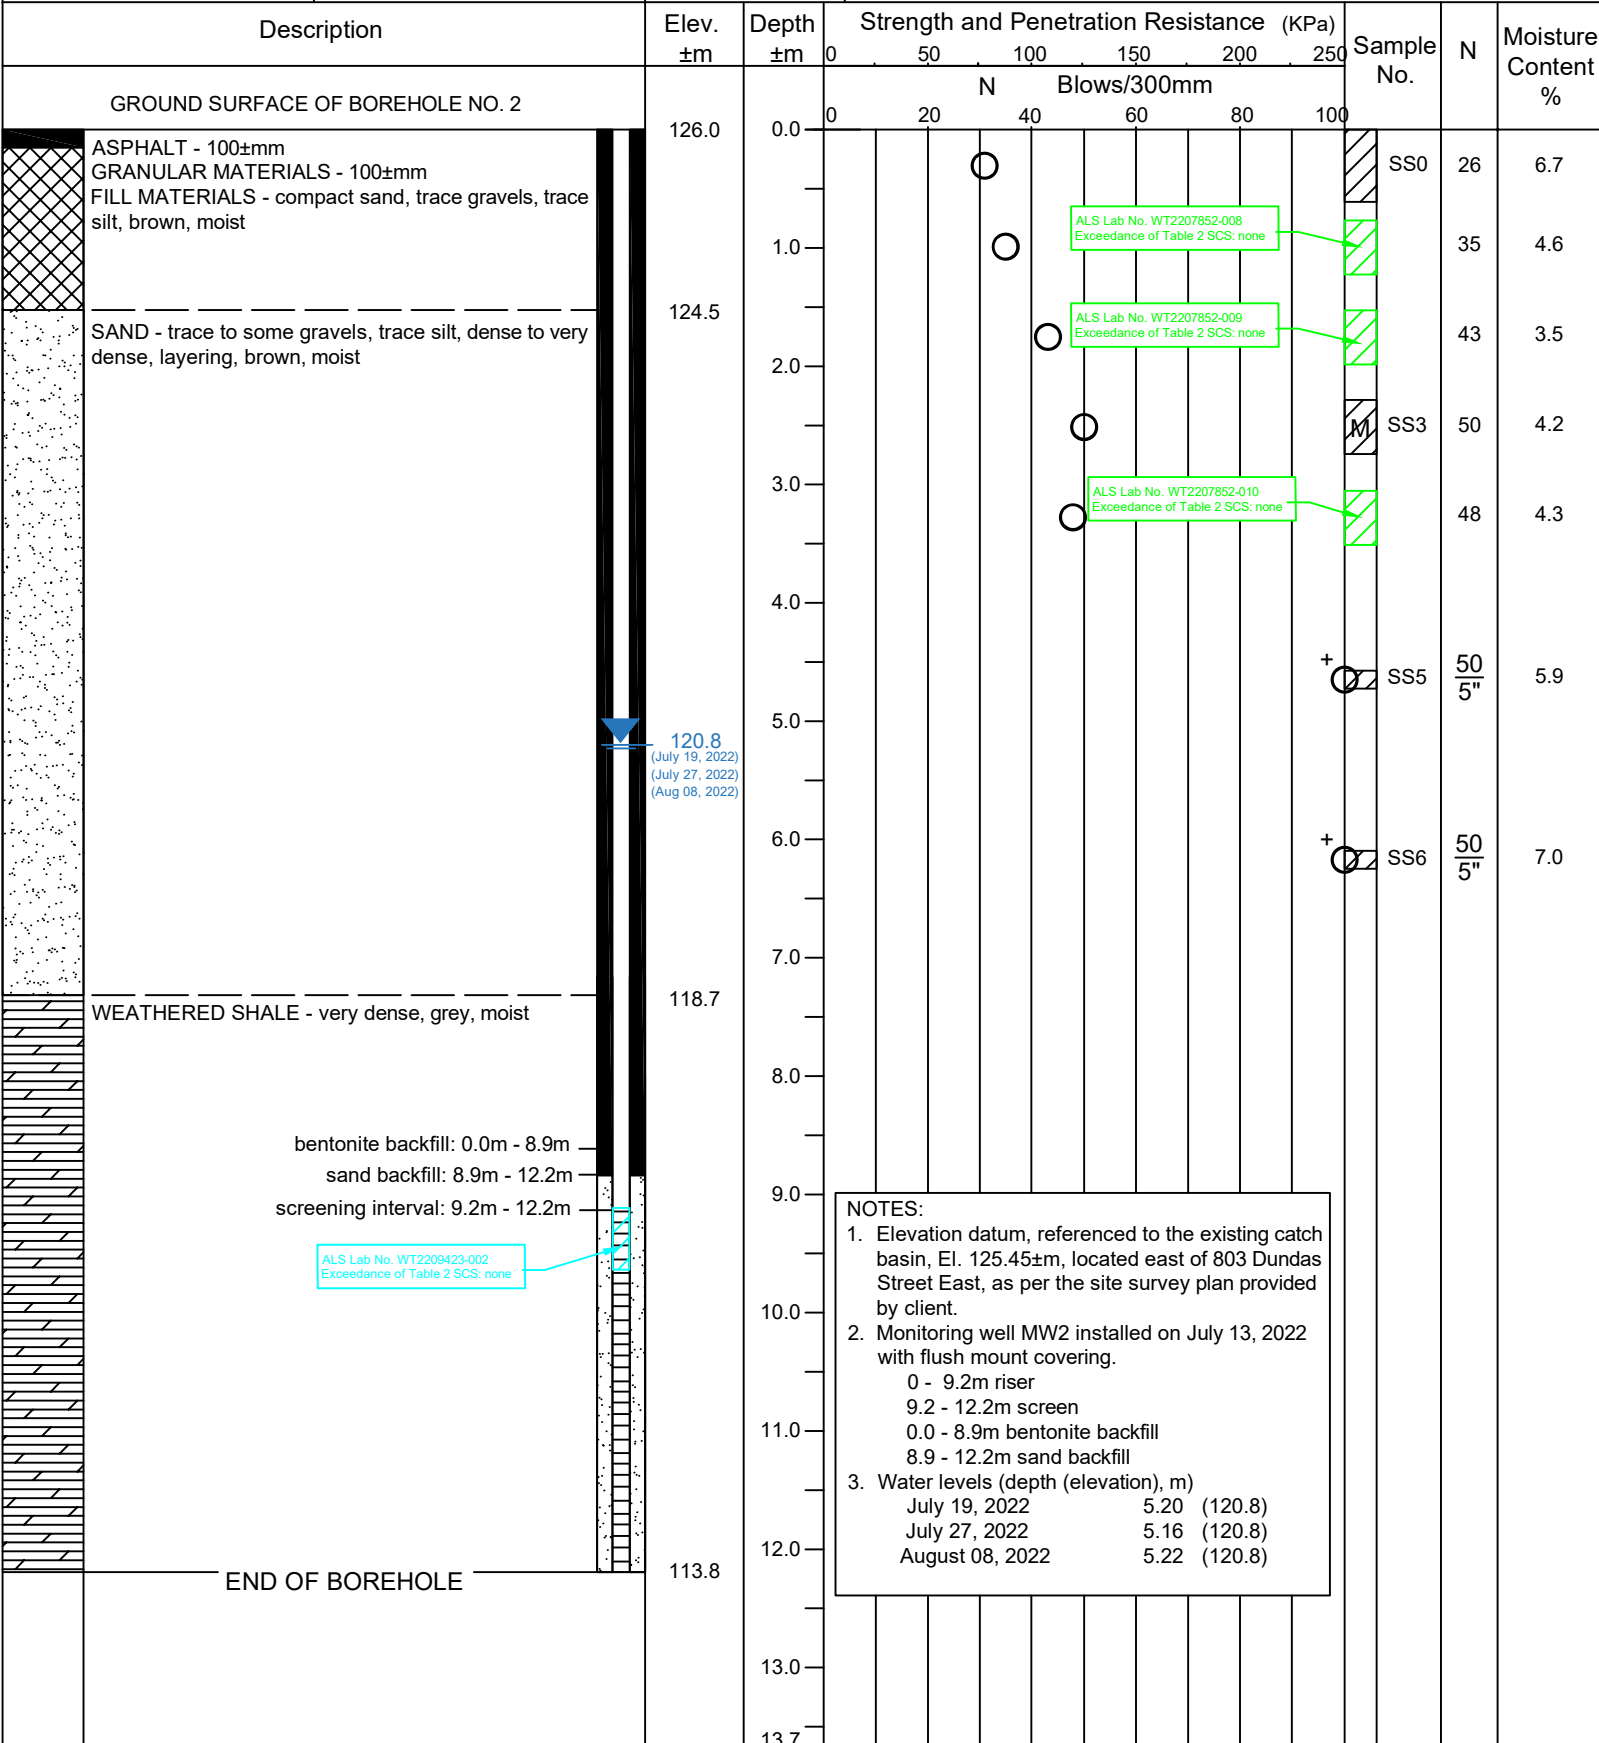 Description
Elev.
±m
Depth
±m
Strength and Penetration Resistance (KPa)
0 50 100 150 200 250
N Blows/300mm
0 20 40 60 80 100
Sample
No.
N
Moisture
Content
%
GROUND SURFACE OF BOREHOLE NO. 2
126.0
0.0
ASPHALT - 100±mm
GRANULAR MATERIALS - 100±mm
FILL MATERIALS - compact sand, trace gravels, trace
silt, brown, moist
SS0 26 6.7
ALS Lab No. WT2207852-008
Exceedance of Table 2 SCS: none
1.0
35 4.6
124.5
SAND - trace to some gravels, trace silt, dense to very
dense, layering, brown, moist
ALS Lab No. WT2207852-009
Exceedance of Table 2 SCS: none
43 3.5
2.0
M SS3 50 4.2
3.0
ALS Lab No. WT2207852-010
Exceedance of Table 2 SCS: none
48 4.3
4.0
+
SS5 50 5.9
5"
5.0
120.8
(July 19, 2022)
(July 27, 2022)
(Aug 08, 2022)
6.0
+
SS6 50 7.0
5"
7.0
118.7
WEATHERED SHALE - very dense, grey, moist
8.0
bentonite backfill: 0.0m - 8.9m
sand backfill: 8.9m - 12.2m
screening interval: 9.2m - 12.2m
9.0
ALS Lab No. WT2209423-002
Exceedance of Table 2 SCS: none
10.0
11.0
12.0
NOTES:
1. Elevation datum, referenced to the existing catch
basin, El. 125.45±m, located east of 803 Dundas
Street East, as per the site survey plan provided
by client.
2. Monitoring well MW2 installed on July 13, 2022
with flush mount covering.
0 - 9.2m riser
9.2 - 12.2m screen
0.0 - 8.9m bentonite backfill
8.9 - 12.2m sand backfill
3. Water levels (depth (elevation), m)
July 19, 2022 5.20 (120.8)
July 27, 2022 5.16 (120.8)
August 08, 2022 5.22 (120.8)
113.8
END OF BOREHOLE
13.0
13.7